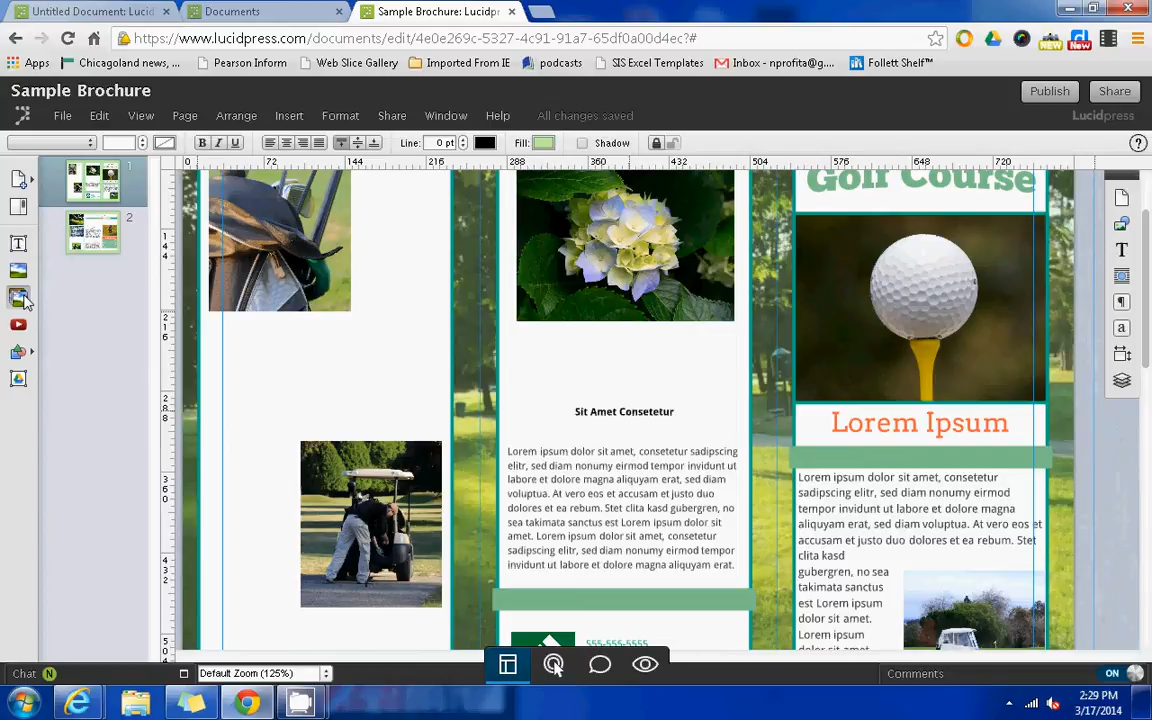 Untitled Document: Lucid
Documents
Sample Brochure: Lucidpr
https://www.lucidpress.com/documents/edit/4e0e269c-5327-4c91-91a7-65df0a00d4ec?#
Apps
Chicagoland news, ...
Pearson Inform
Web Slice Gallery
Imported From IE
podcasts
SIS Excel Templates
Inbox - nprofita@g....
Follett Shelf™
NEW
New
Sample Brochure
Publish
Share
File
Edit
View
Page
Arrange
Insert
Format
Share
Window
Help
All changes saved
Lucidpress
B
I
U
Line:
0 pt
Fill:
Shadow
?
0
72
144
216
288
360
432
504
576
648
720
1
2
Golf Course
Lorem Ipsum
Sit Amet Consetetur
Lorem ipsum dolor sit amet, consetetur sadipscing
elitr, sed diam nonumy eirmod tempor invidunt ut
labore et dolore magna aliquyam erat, sed diam
voluptua. At vero eos et accusam et justo duo
dolores et ea rebum. Stet clita kasd gubergren, no
sea takimata sanctus est Lorem ipsum dolor sit
amet. Lorem ipsum dolor sit amet, consetetur
sadipscing elitr, sed diam nonumy eirmod tempor
invidunt ut labore et dolore magna aliquyam erat.
555-555-5555
Lorem ipsum dolor sit amet, consetetur
sadipscing elitr, sed diam nonumy eirmod
tempor invidunt ut labore et dolore magna
aliquyam erat, sed diam voluptua. At vero eos et
accusam et justo duo dolores et ea rebum. Stet
clita kasd
gubergren, no sea
takimata sanctus
est Lorem ipsum
dolor sit amet.
Lorem ipsum
Chat
N
Default Zoom (125%)
Comments
ON
2:29 PM
3/17/2014